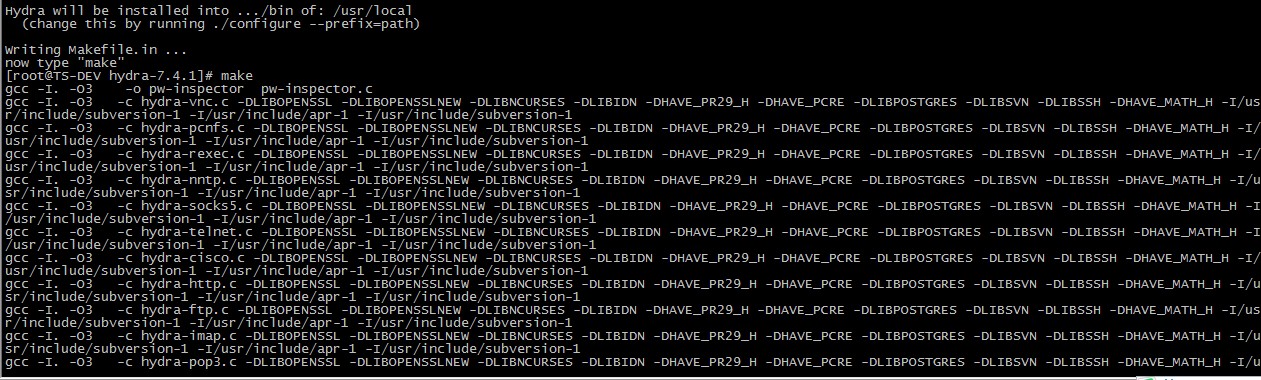 Hydra will be installed into .../bin of: /usr/local
  (change this by running ./configure --prefix=path)
Writing Makefile.in ...
now type "make"
[root@TS-DEV hydra-7.4.1]# make
gcc -I. -O3   -o pw-inspector  pw-inspector.c
gcc -I. -O3   -c hydra-vnc.c -DLIBOPENSSL -DLIBOPENSSLNEW -DLIBNCURSES -DLIBIDN -DHAVE_PR29_H -DHAVE_PCRE -DLIBPOSTGRES -DLIBSVN -DLIBSSH -DHAVE_MATH_H -I/us
r/include/subversion-1 -I/usr/include/apr-1 -I/usr/include/subversion-1
gcc -I. -O3   -c hydra-pcnfs.c -DLIBOPENSSL -DLIBOPENSSLNEW -DLIBNCURSES -DLIBIDN -DHAVE_PR29_H -DHAVE_PCRE -DLIBPOSTGRES -DLIBSVN -DLIBSSH -DHAVE_MATH_H -I/
usr/include/subversion-1 -I/usr/include/apr-1 -I/usr/include/subversion-1
gcc -I. -O3   -c hydra-rexec.c -DLIBOPENSSL -DLIBOPENSSLNEW -DLIBNCURSES -DLIBIDN -DHAVE_PR29_H -DHAVE_PCRE -DLIBPOSTGRES -DLIBSVN -DLIBSSH -DHAVE_MATH_H -I/
usr/include/subversion-1 -I/usr/include/apr-1 -I/usr/include/subversion-1
gcc -I. -O3   -c hydra-nntp.c -DLIBOPENSSL -DLIBOPENSSLNEW -DLIBNCURSES -DLIBIDN -DHAVE_PR29_H -DHAVE_PCRE -DLIBPOSTGRES -DLIBSVN -DLIBSSH -DHAVE_MATH_H -I/u
sr/include/subversion-1 -I/usr/include/apr-1 -I/usr/include/subversion-1
gcc -I. -O3   -c hydra-socks5.c -DLIBOPENSSL -DLIBOPENSSLNEW -DLIBNCURSES -DLIBIDN -DHAVE_PR29_H -DHAVE_PCRE -DLIBPOSTGRES -DLIBSVN -DLIBSSH -DHAVE_MATH_H -I
/usr/include/subversion-1 -I/usr/include/apr-1 -I/usr/include/subversion-1
gcc -I. -O3   -c hydra-telnet.c -DLIBOPENSSL -DLIBOPENSSLNEW -DLIBNCURSES -DLIBIDN -DHAVE_PR29_H -DHAVE_PCRE -DLIBPOSTGRES -DLIBSVN -DLIBSSH -DHAVE_MATH_H -I
/usr/include/subversion-1 -I/usr/include/apr-1 -I/usr/include/subversion-1
gcc -I. -O3   -c hydra-cisco.c -DLIBOPENSSL -DLIBOPENSSLNEW -DLIBNCURSES -DLIBIDN -DHAVE_PR29_H -DHAVE_PCRE -DLIBPOSTGRES -DLIBSVN -DLIBSSH -DHAVE_MATH_H -I/
usr/include/subversion-1 -I/usr/include/apr-1 -I/usr/include/subversion-1
gcc -I. -O3   -c hydra-http.c -DLIBOPENSSL -DLIBOPENSSLNEW -DLIBNCURSES -DLIBIDN -DHAVE_PR29_H -DHAVE_PCRE -DLIBPOSTGRES -DLIBSVN -DLIBSSH -DHAVE_MATH_H -I/u
sr/include/subversion-1 -I/usr/include/apr-1 -I/usr/include/subversion-1
gcc -I. -O3   -c hydra-ftp.c -DLIBOPENSSL -DLIBOPENSSLNEW -DLIBNCURSES -DLIBIDN -DHAVE_PR29_H -DHAVE_PCRE -DLIBPOSTGRES -DLIBSVN -DLIBSSH -DHAVE_MATH_H -I/us
r/include/subversion-1 -I/usr/include/apr-1 -I/usr/include/subversion-1
gcc -I. -O3   -c hydra-imap.c -DLIBOPENSSL -DLIBOPENSSLNEW -DLIBNCURSES -DLIBIDN -DHAVE_PR29_H -DHAVE_PCRE -DLIBPOSTGRES -DLIBSVN -DLIBSSH -DHAVE_MATH_H -I/u
sr/include/subversion-1 -I/usr/include/apr-1 -I/usr/include/subversion-1
gcc -I. -O3   -c hydra-pop3.c -DLIBOPENSSL -DLIBOPENSSLNEW -DLIBNCURSES -DLIBIDN -DHAVE_PR29_H -DHAVE_PCRE -DLIBPOSTGRES -DLIBSVN -DLIBSSH -DHAVE_MATH_H -I/u